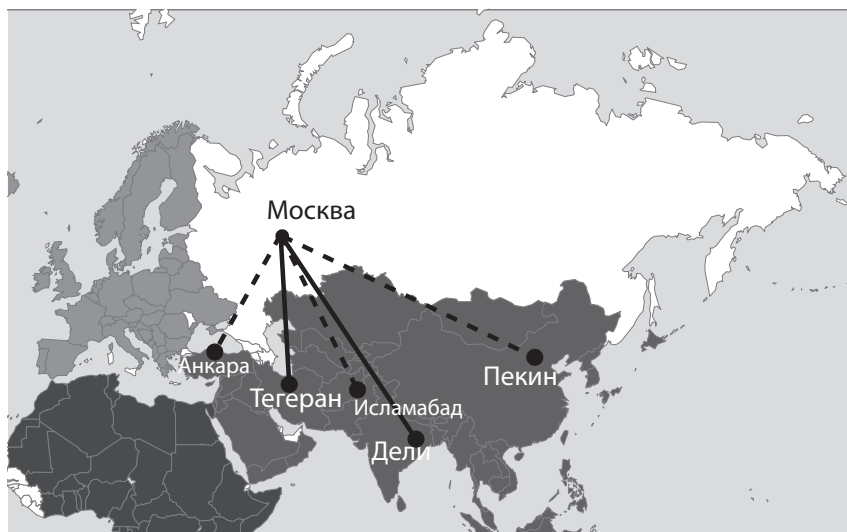 Москва
Анкара
Тегеран
Исламабад
Пекин
Дели